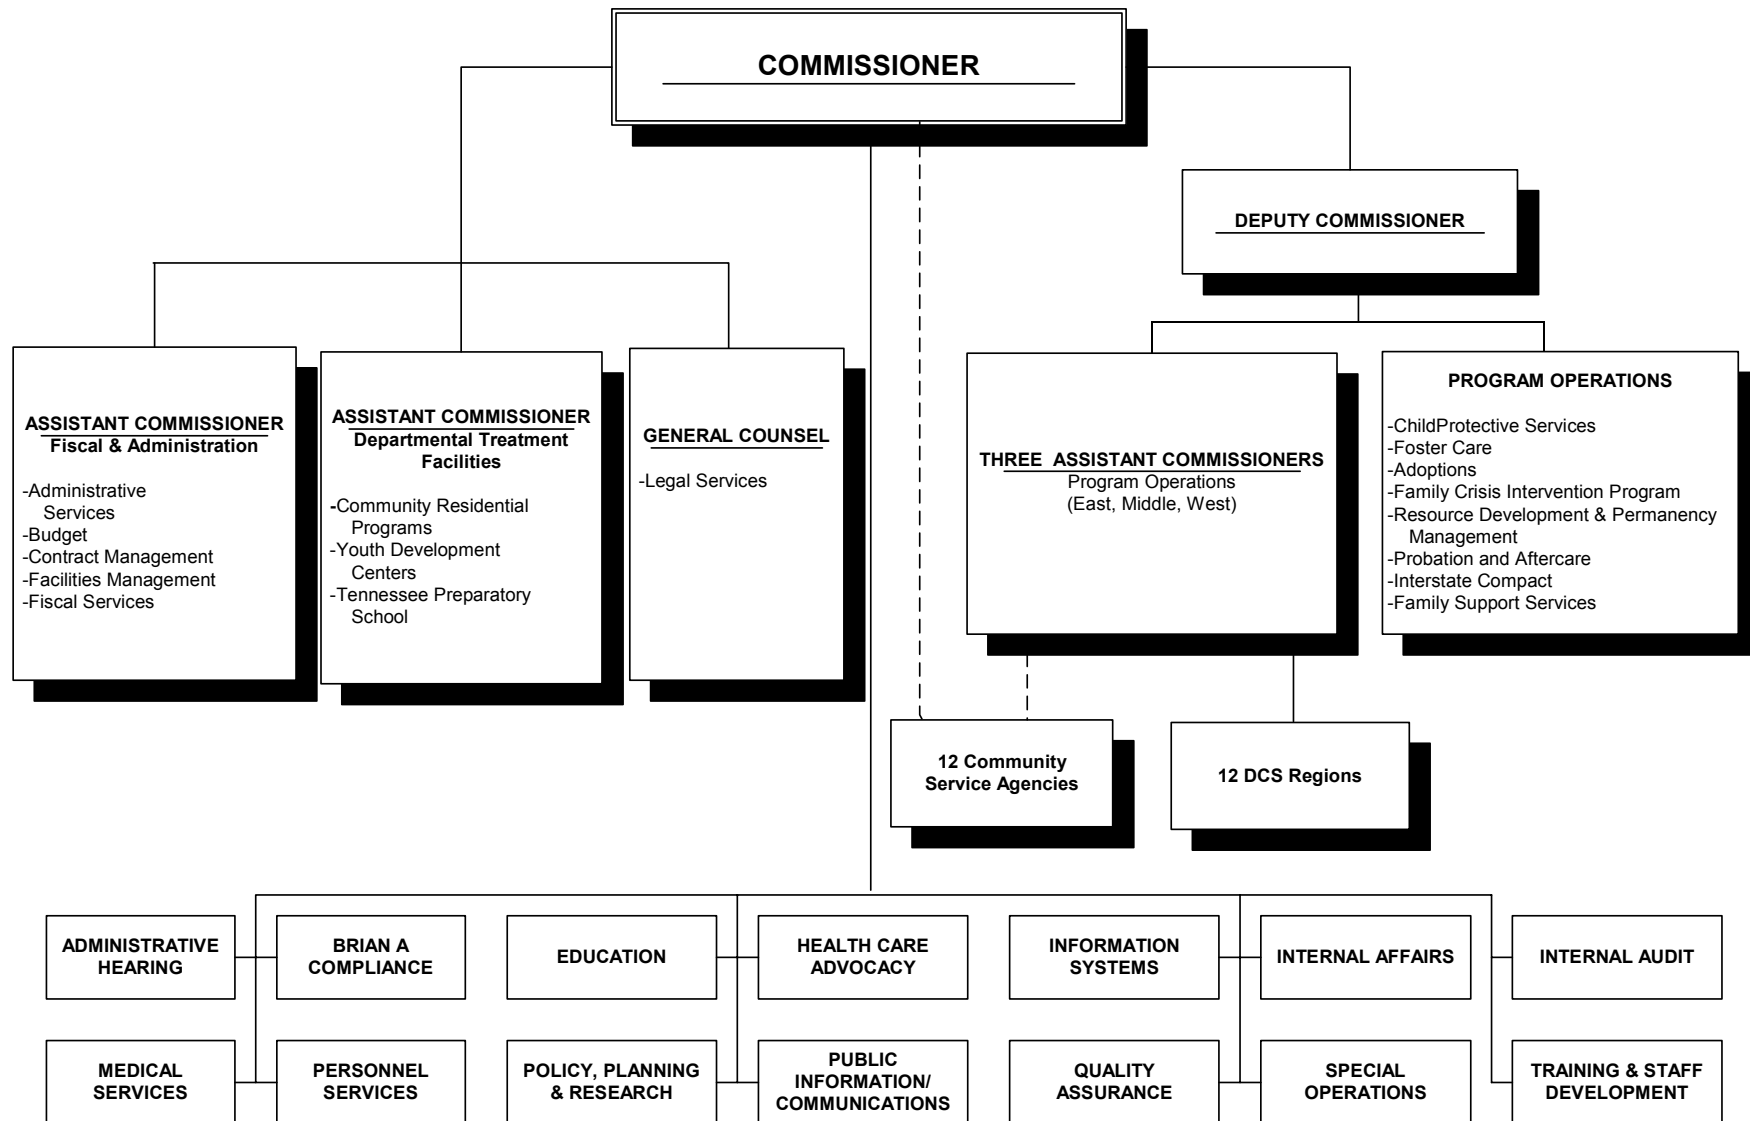 COMMISSIONER
DEPUTY COMMISSIONER
ASSISTANT COMMISSIONER
Fiscal & Administration
-Administrative
Services
-Budget
-Contract Management
-Facilities Management
-Fiscal Services
ASSISTANT COMMISSIONER
Departmental Treatment
Facilities
-Community Residential
Programs
-Youth Development
Centers
-Tennessee Preparatory
School
GENERAL COUNSEL
-Legal Services
THREE ASSISTANT COMMISSIONERS
Program Operations
(East, Middle, West)
PROGRAM OPERATIONS
-ChildProtective Services
-Foster Care
-Adoptions
-Family Crisis Intervention Program
-Resource Development & Permanency
Management
-Probation and Aftercare
-Interstate Compact
-Family Support Services
12 Community
Service Agencies
12 DCS Regions
ADMINISTRATIVE
HEARING
BRIAN A
COMPLIANCE
EDUCATION
HEALTH CARE
ADVOCACY
INFORMATION
SYSTEMS
INTERNAL AFFAIRS
INTERNAL AUDIT
MEDICAL
SERVICES
PERSONNEL
SERVICES
POLICY, PLANNING
& RESEARCH
PUBLIC
INFORMATION/
COMMUNICATIONS
QUALITY
ASSURANCE
SPECIAL
OPERATIONS
TRAINING & STAFF
DEVELOPMENT